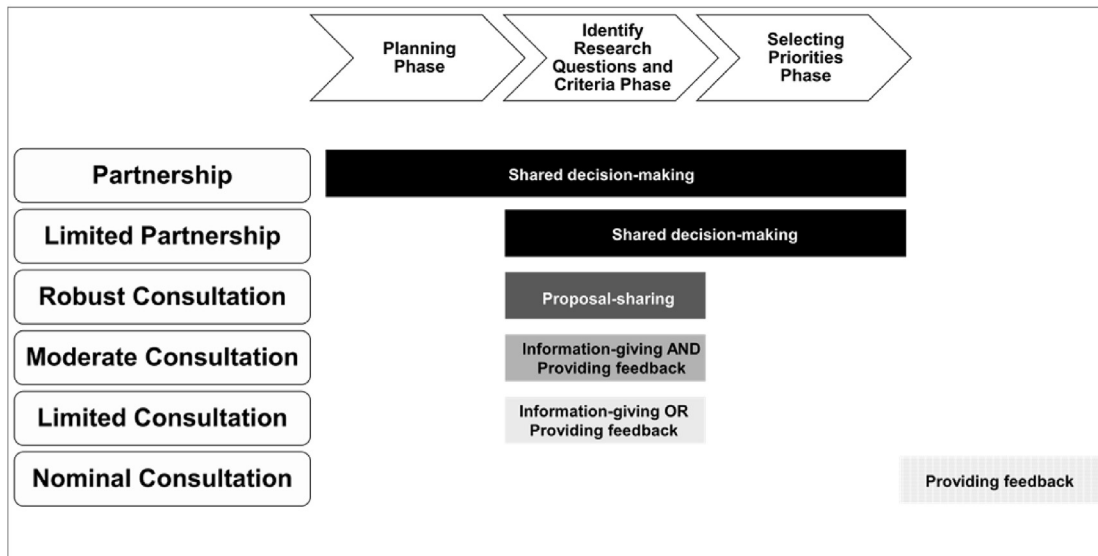 Planning
Phase
Identify
Research
Questions and
Criteria Phase
Selecting
Priorities
Phase
Partnership
Shared decision-making
Limited Partnership
Shared decision-making
Robust Consultation
Proposal-sharing
Moderate Consultation
Information-giving AND
Providing feedback
Limited Consultation
Information-giving OR
Providing feedback
Nominal Consultation
Providing feedback